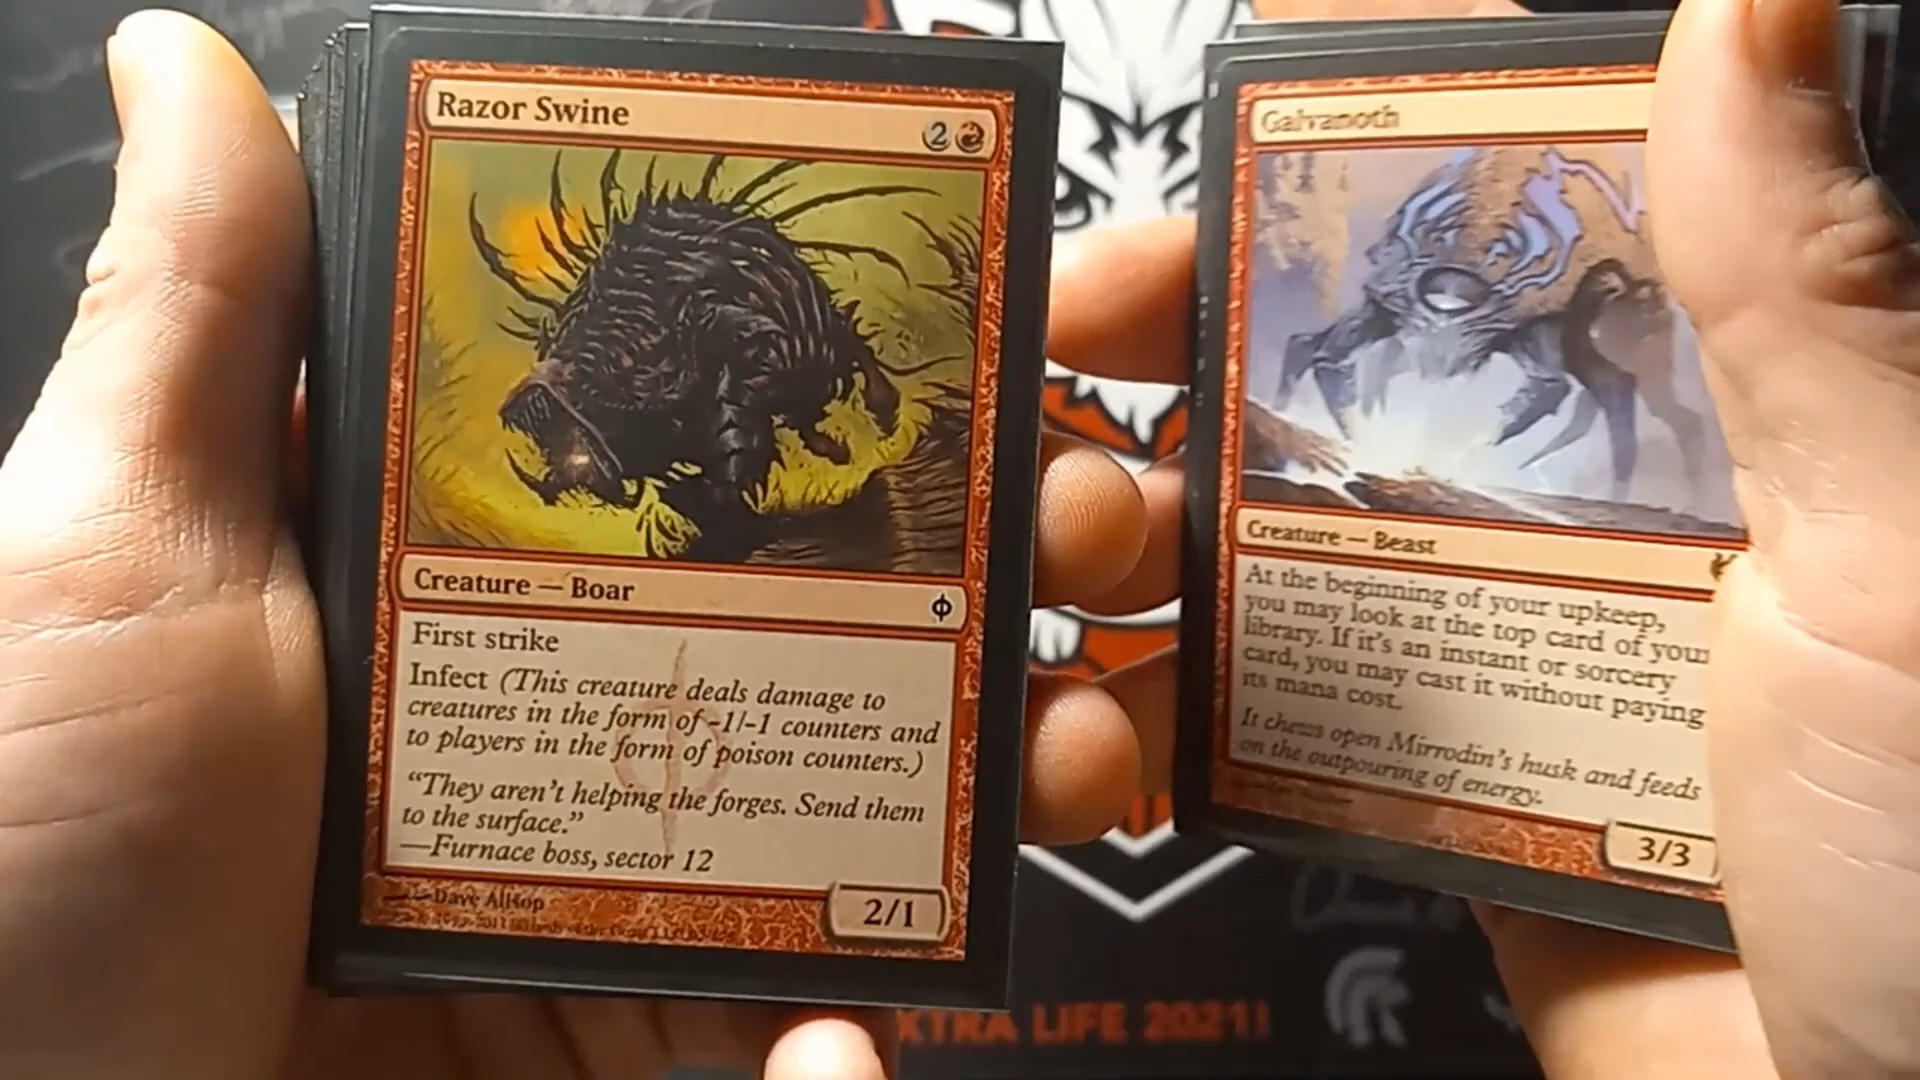 Razor Swine
2
Creature — Boar
First strike
Infect (This creature deals damage to
creatures in the form of -1/-1 counters and
to players in the form of poison counters.)
“They aren’t helping the forges. Send them
to the surface.”
—Furnace boss, sector 12
Dave Allsop
2/1
Galvanoth
Creature — Beast
At the beginning of your upkeep,
you may look at the top card of your
library. If it’s an instant or sorcery
card, you may cast it without paying
its mana cost.
It chews open Mirrodin’s husk and feeds
on the outpouring of energy.
3/3
XTRA LIFE 2021!